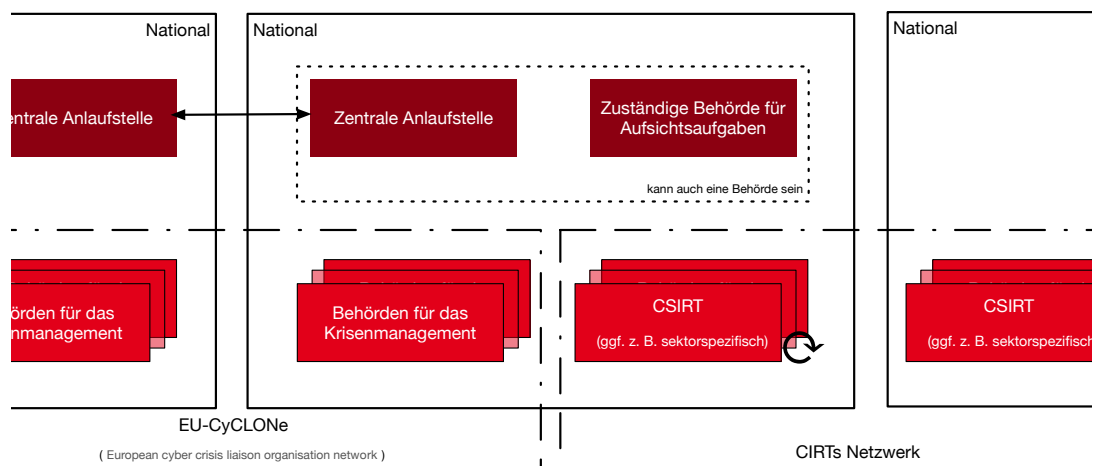 National
National
National
entrale Anlaufstelle
Zentrale Anlaufstelle
Zuständige Behörde für
Aufsichtsaufgaben
kann auch eine Behörde sein
örden für das
nmanagement
Behörden für das
Krisenmanagement
CSIRT
(ggf. z. B. sektorspezifisch)
CSIRT
(ggf. z. B. sektorspezifisch
EU-CyCLONe
( European cyber crisis liaison organisation network )
CIRTs Netzwerk